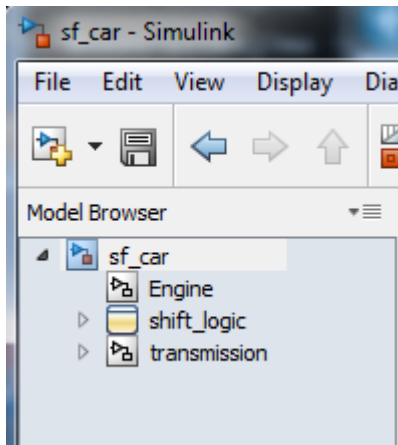 sf_car - Simulink
File Edit View Display Dia
Model Browser
sf_car
Engine
shift_logic
transmission